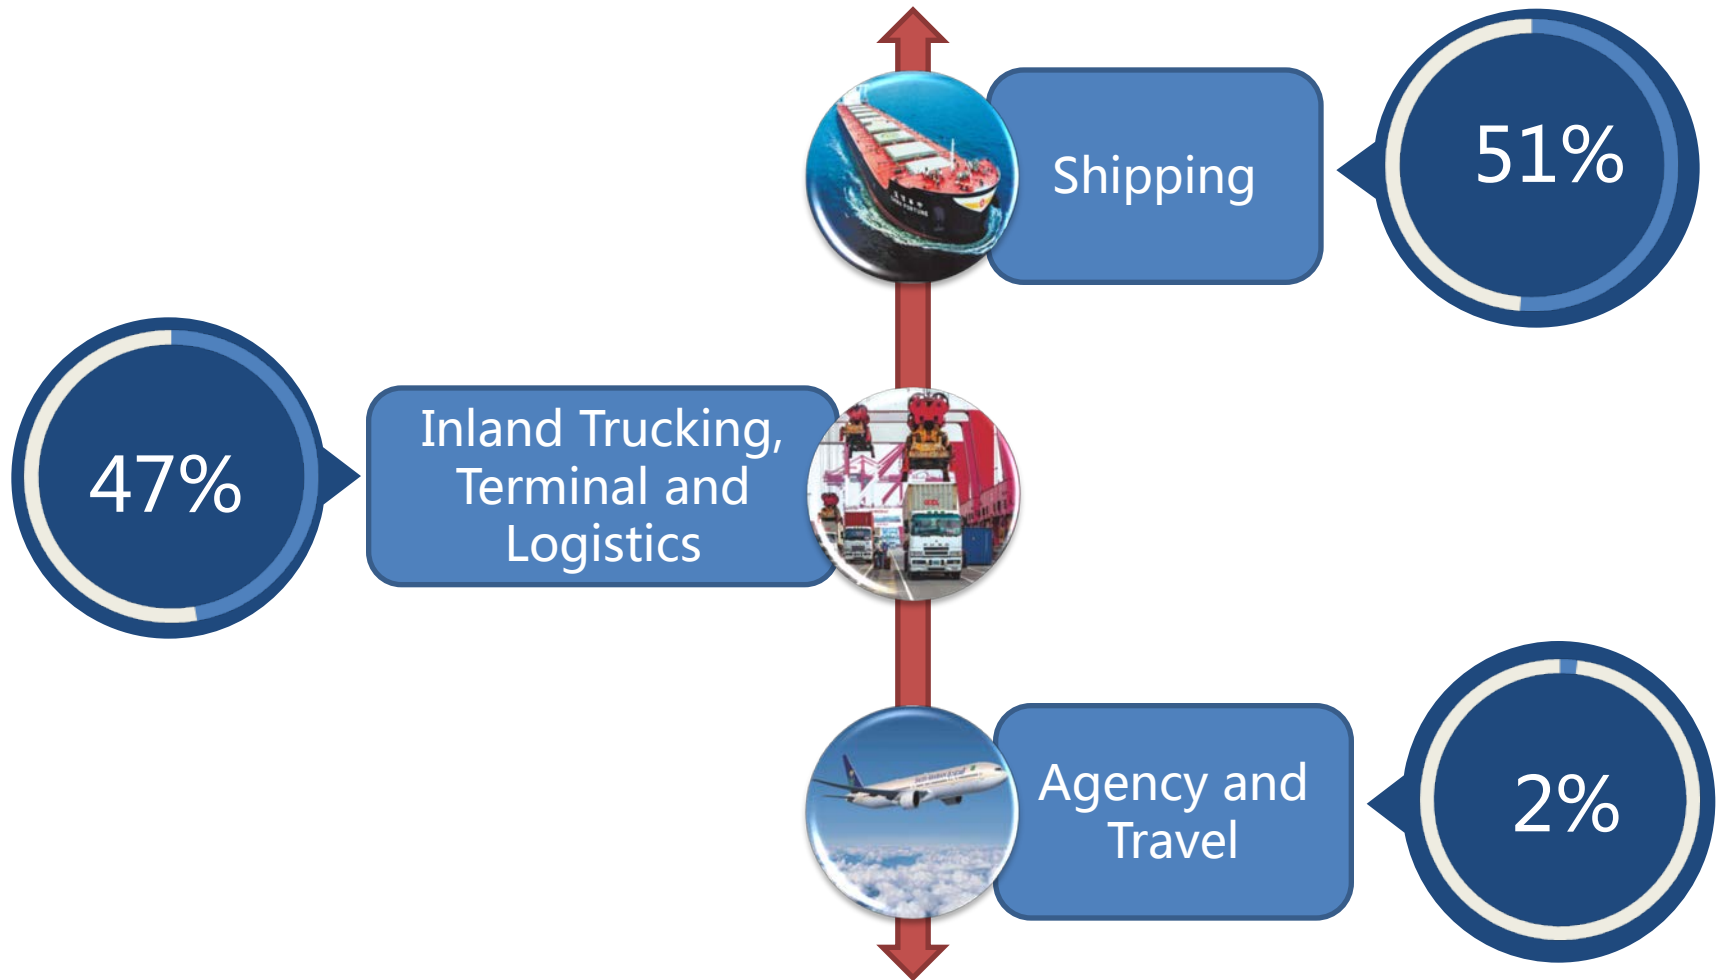 Shipping
51%
47%
Inland Trucking,
Terminal and
Logistics
Agency and
Travel
2%